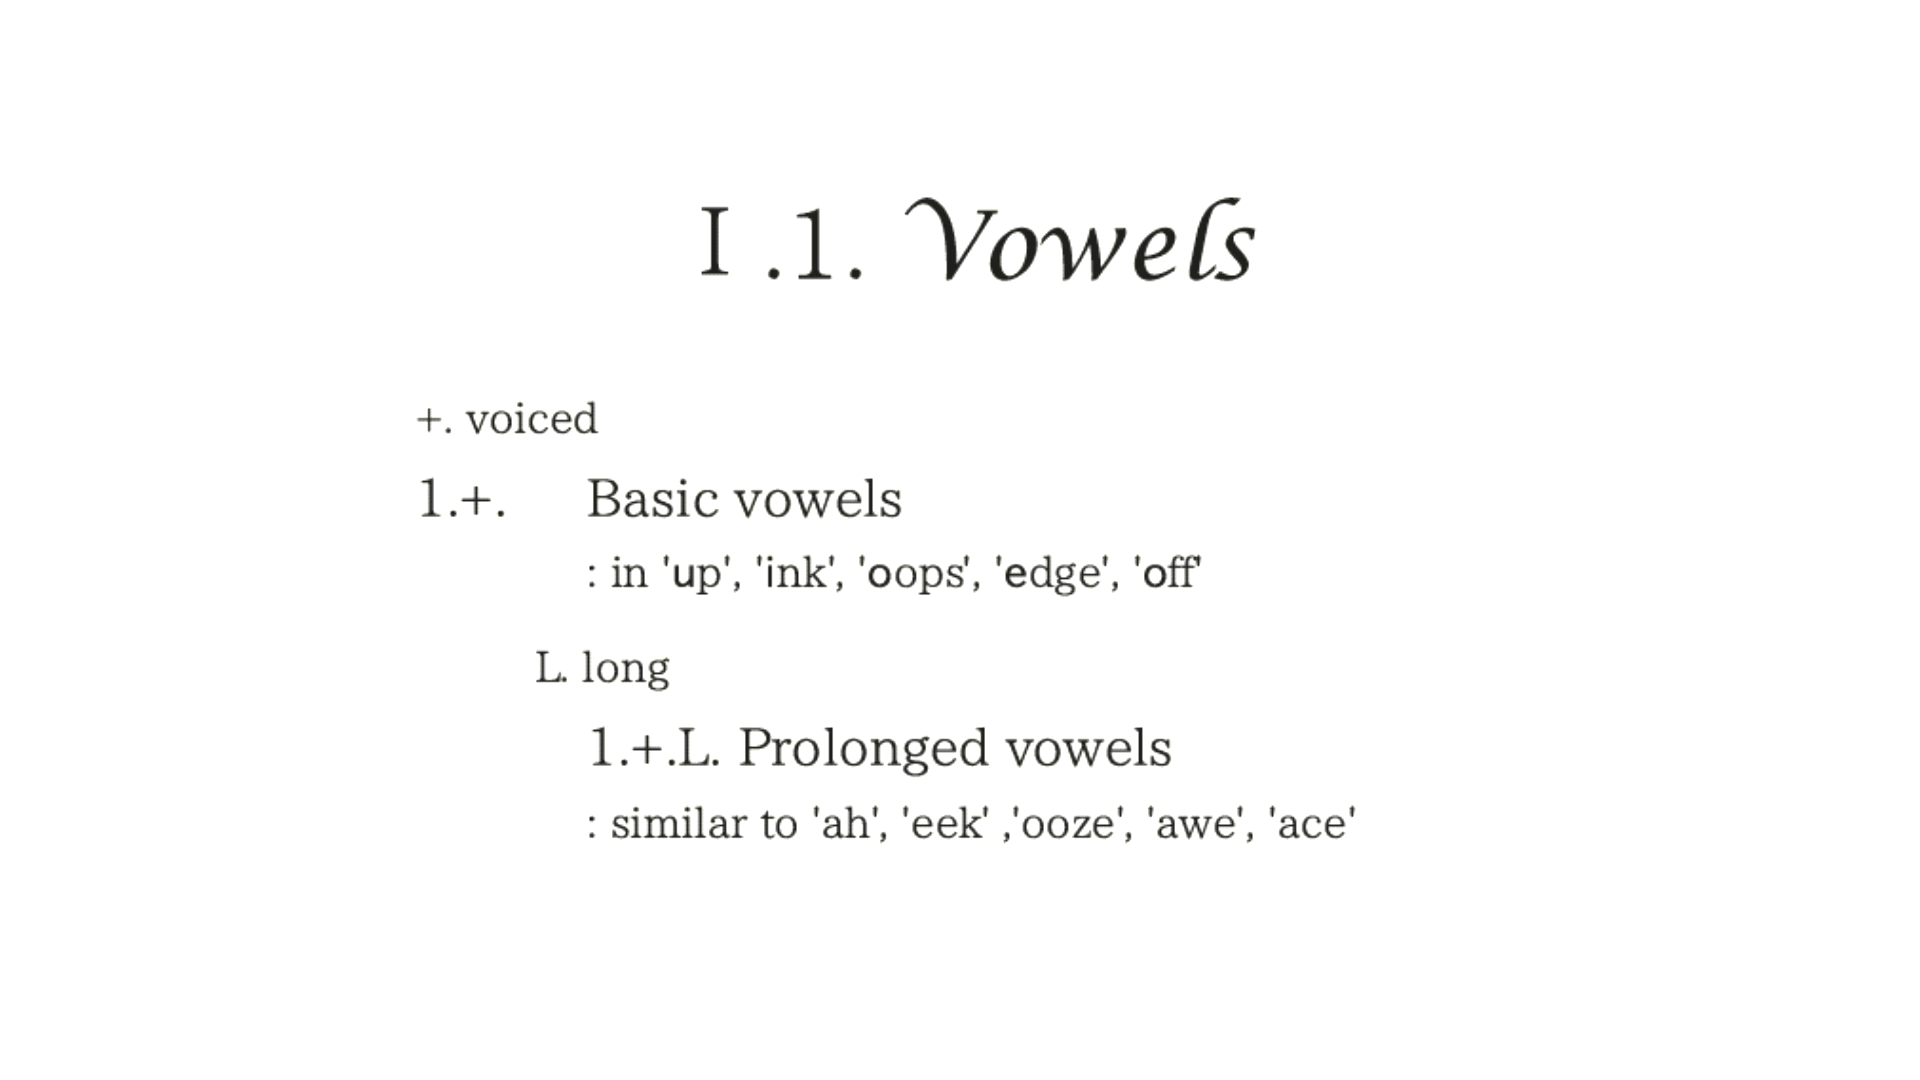 I .1. Vowels
+. voiced
1.+. Basic vowels
: in 'up', 'ink', 'oops', 'edge', 'off'
L. long
1.+.L. Prolonged vowels
: similar to 'ah', 'eek' ,'ooze', 'awe', 'ace'